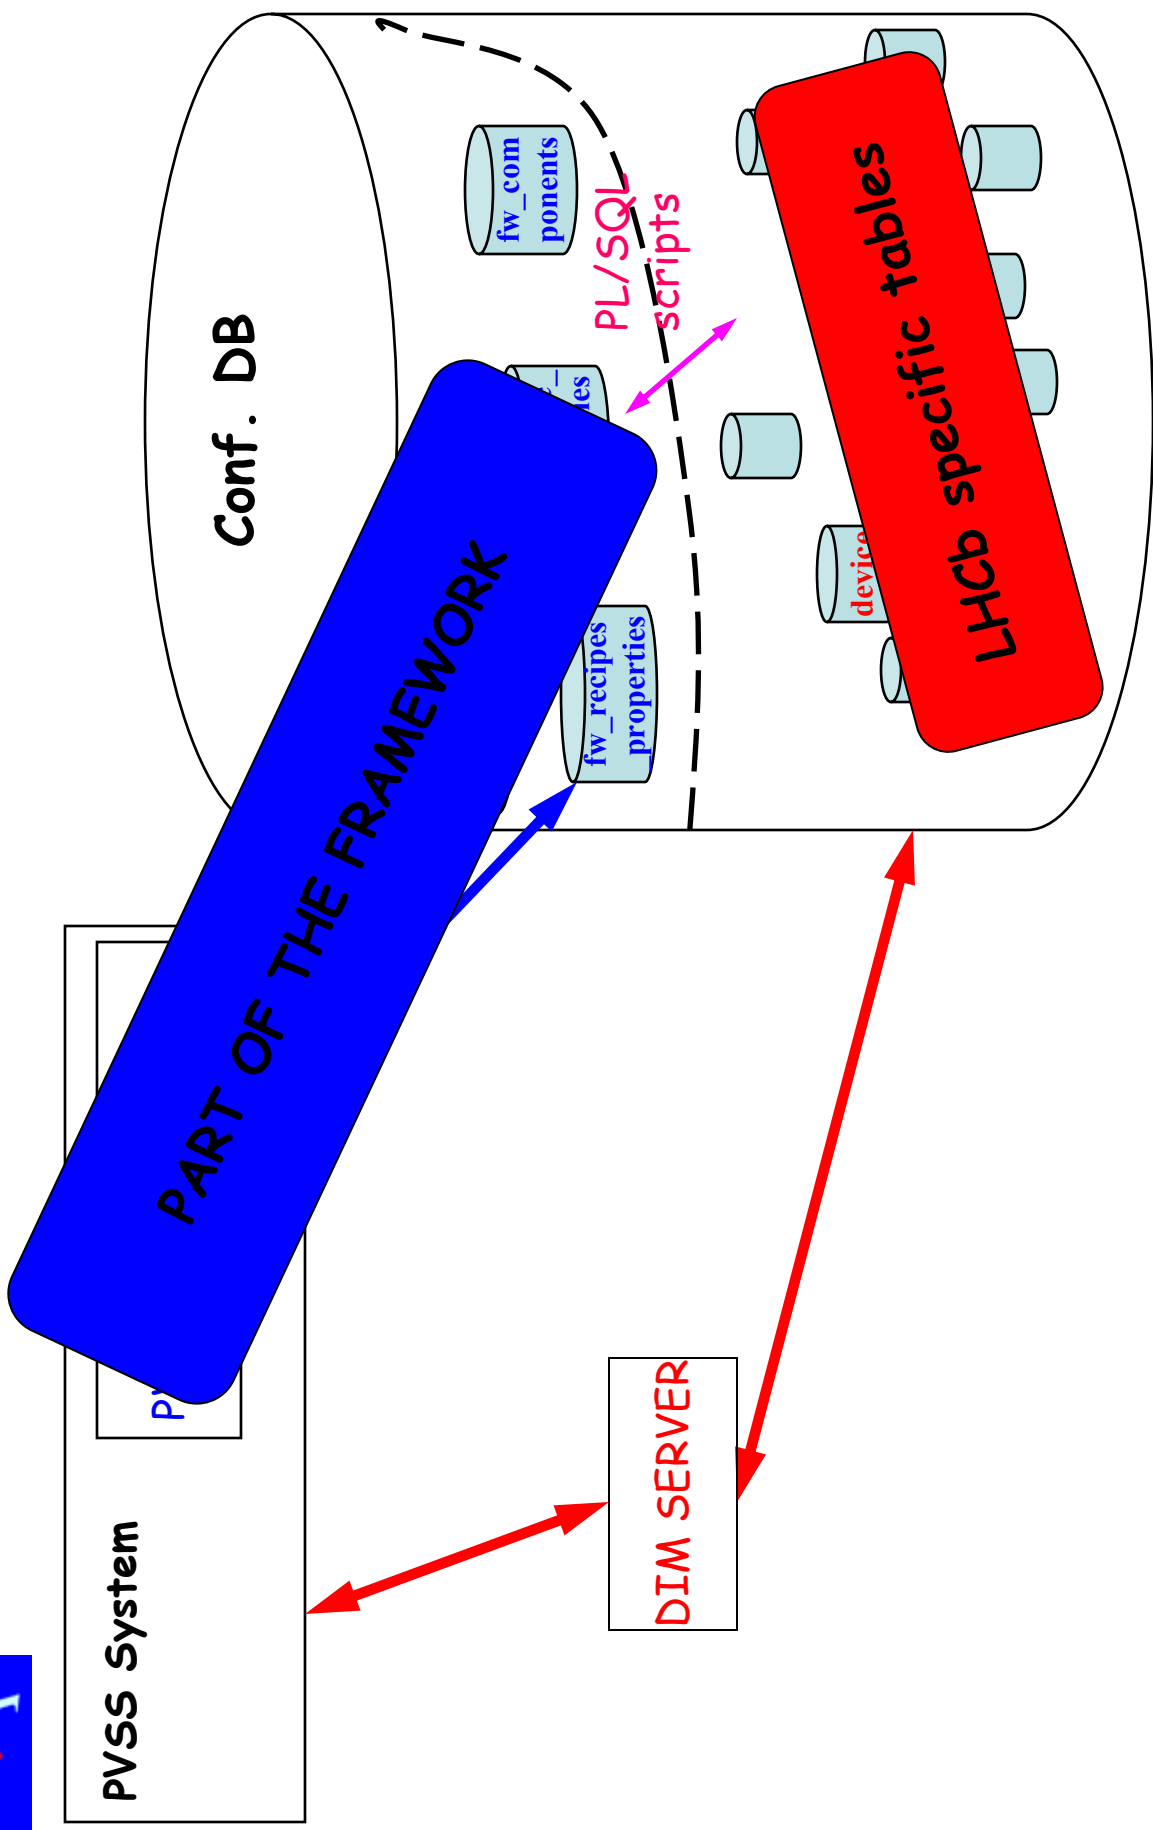 PVSS System
Conf. DB
PART OF THE FRAMEWORK
fw_com
ponents
fw_recipes
_properties
PL/SQL
scripts
DIM SERVER
LHCb specific tables